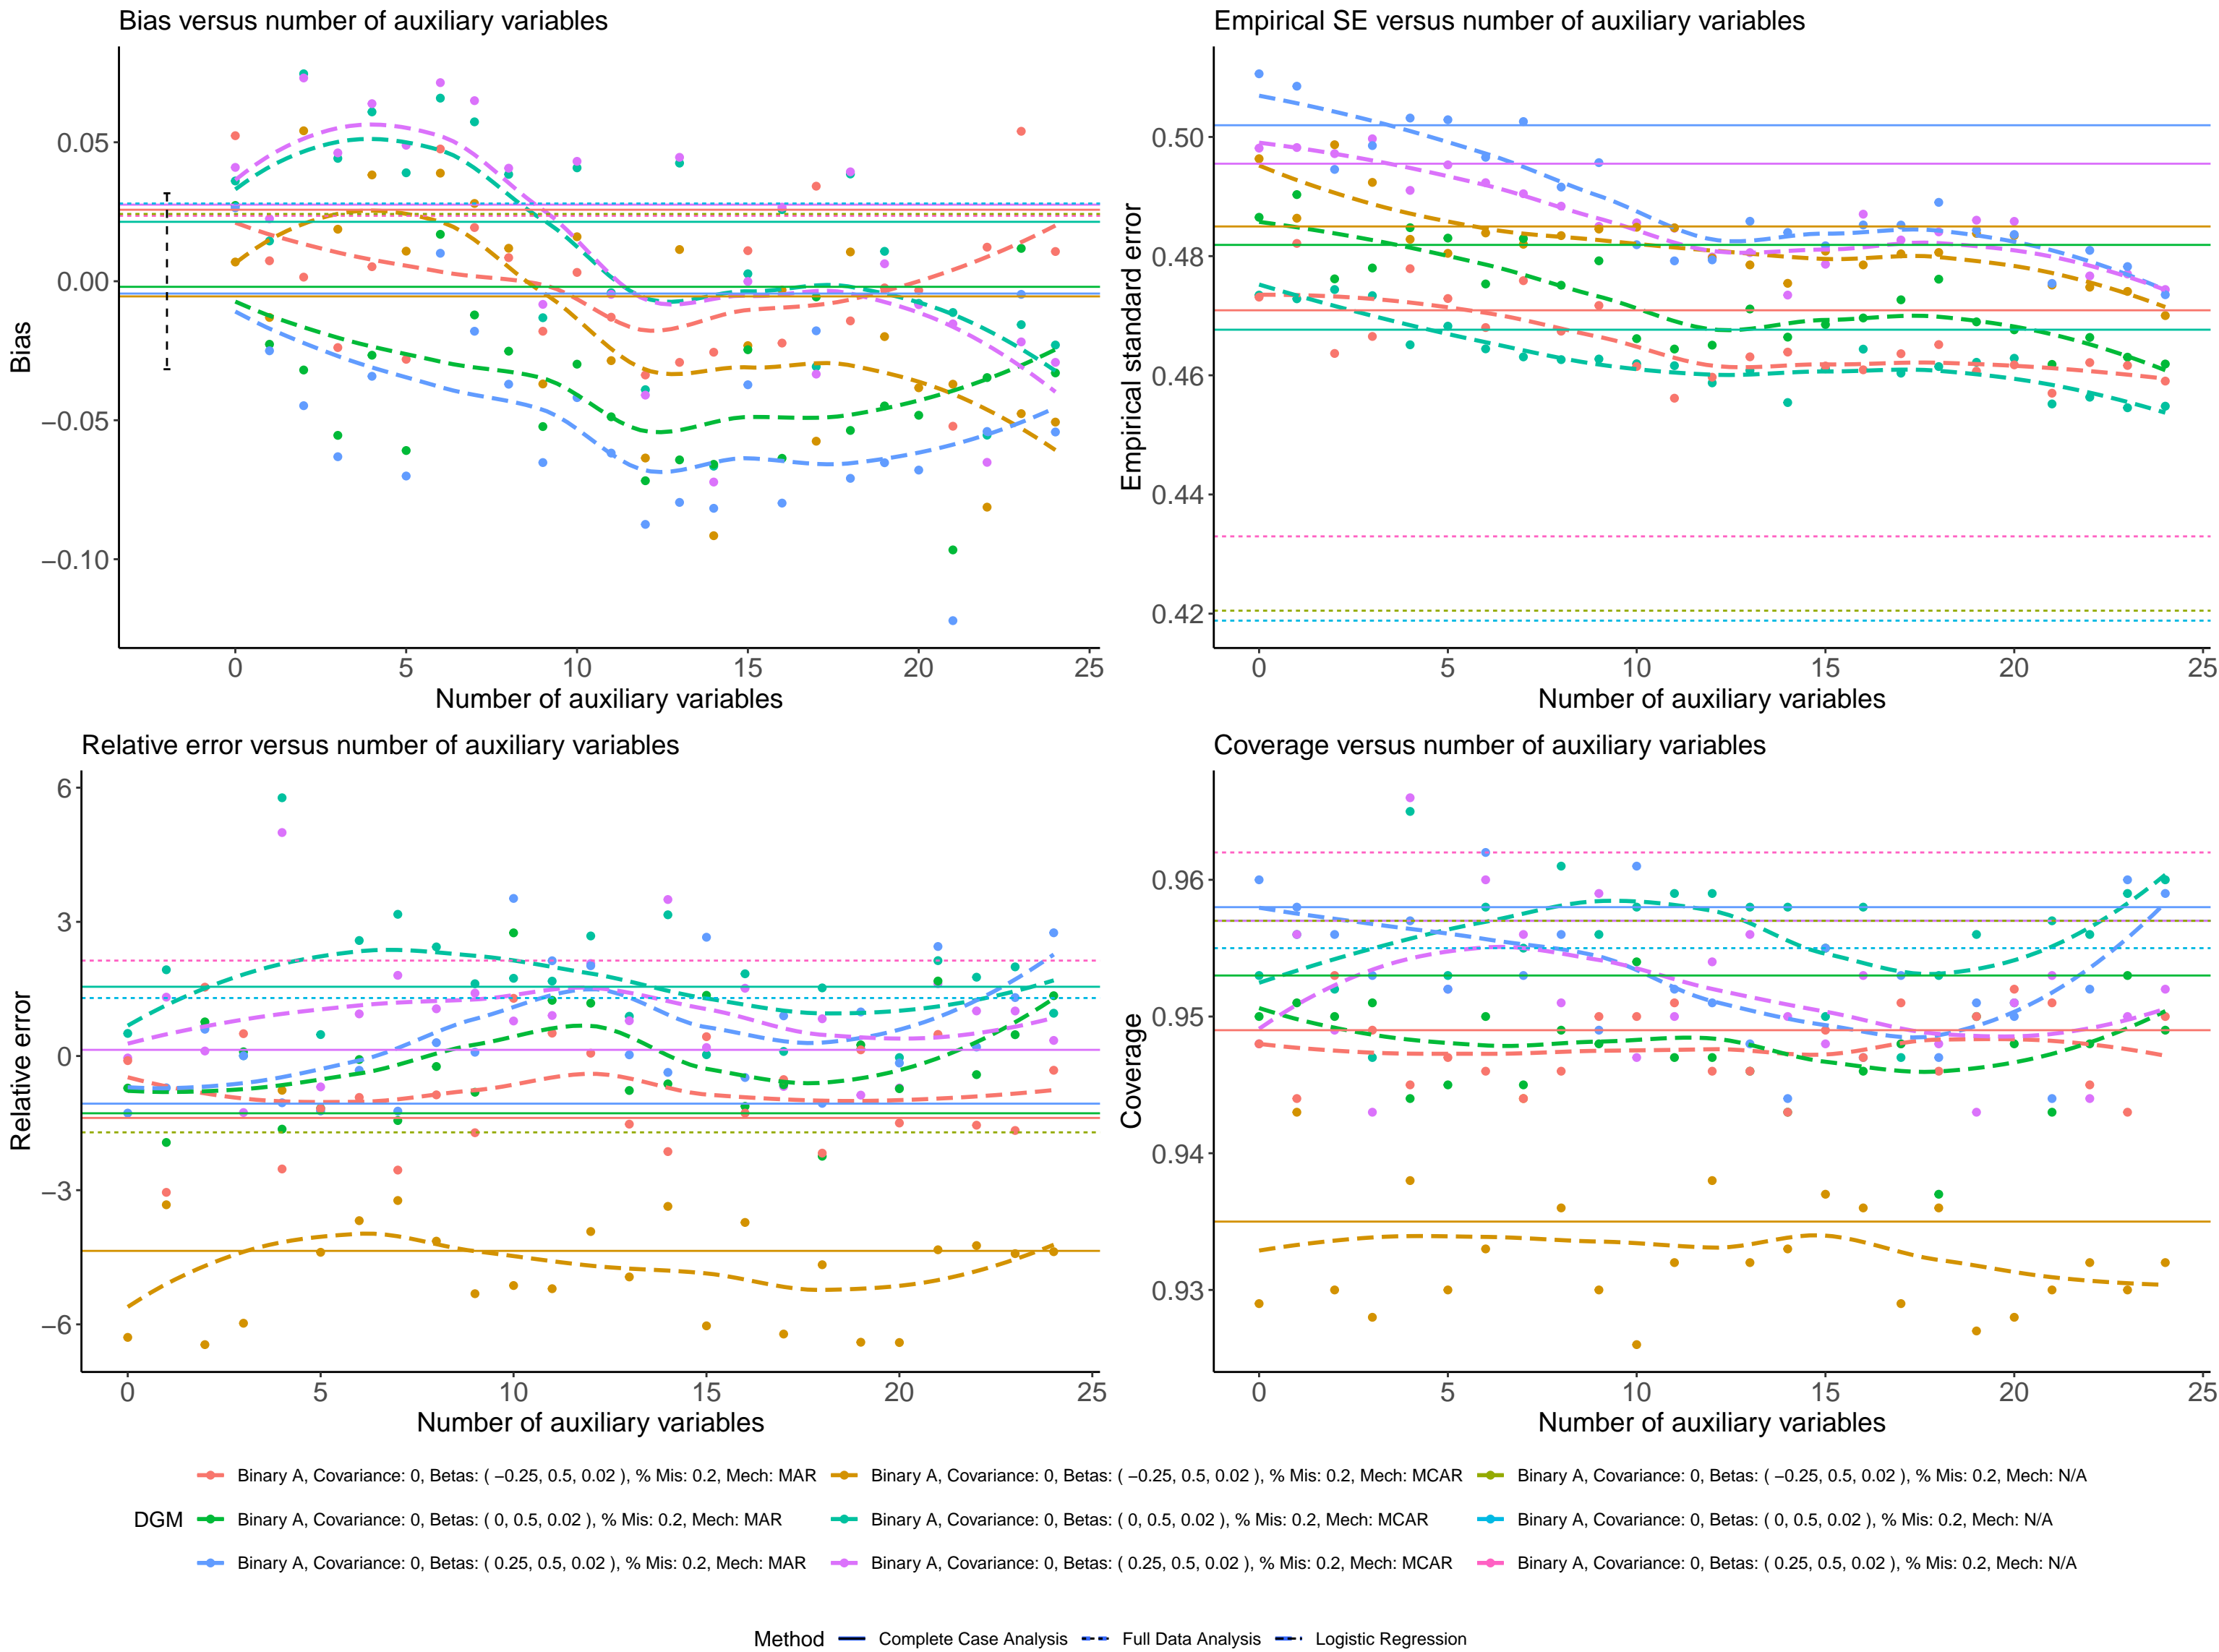 Bias versus number of auxiliary variables
Empirical SE versus number of auxiliary variables
Bias
0.05
0.00
−0.05
−0.10
0 5 10 15 20 25
Number of auxiliary variables
Empirical standard error
0.50
0.48
0.46
0.44
0.42
0 5 10 15 20 25
Number of auxiliary variables
Relative error versus number of auxiliary variables
Coverage versus number of auxiliary variables
Relative error
6
3
0
−3
−6
0 5 10 15 20 25
Number of auxiliary variables
Coverage
0.96
0.95
0.94
0.93
0 5 10 15 20 25
Number of auxiliary variables
DGM
Binary A, Covariance: 0, Betas: ( −0.25, 0.5, 0.02 ), % Mis: 0.2, Mech: MAR
Binary A, Covariance: 0, Betas: ( −0.25, 0.5, 0.02 ), % Mis: 0.2, Mech: MCAR
Binary A, Covariance: 0, Betas: ( −0.25, 0.5, 0.02 ), % Mis: 0.2, Mech: N/A
Binary A, Covariance: 0, Betas: ( 0, 0.5, 0.02 ), % Mis: 0.2, Mech: MAR
Binary A, Covariance: 0, Betas: ( 0, 0.5, 0.02 ), % Mis: 0.2, Mech: MCAR
Binary A, Covariance: 0, Betas: ( 0, 0.5, 0.02 ), % Mis: 0.2, Mech: N/A
Binary A, Covariance: 0, Betas: ( 0.25, 0.5, 0.02 ), % Mis: 0.2, Mech: MAR
Binary A, Covariance: 0, Betas: ( 0.25, 0.5, 0.02 ), % Mis: 0.2, Mech: MCAR
Binary A, Covariance: 0, Betas: ( 0.25, 0.5, 0.02 ), % Mis: 0.2, Mech: N/A
Method Complete Case Analysis Full Data Analysis Logistic Regression